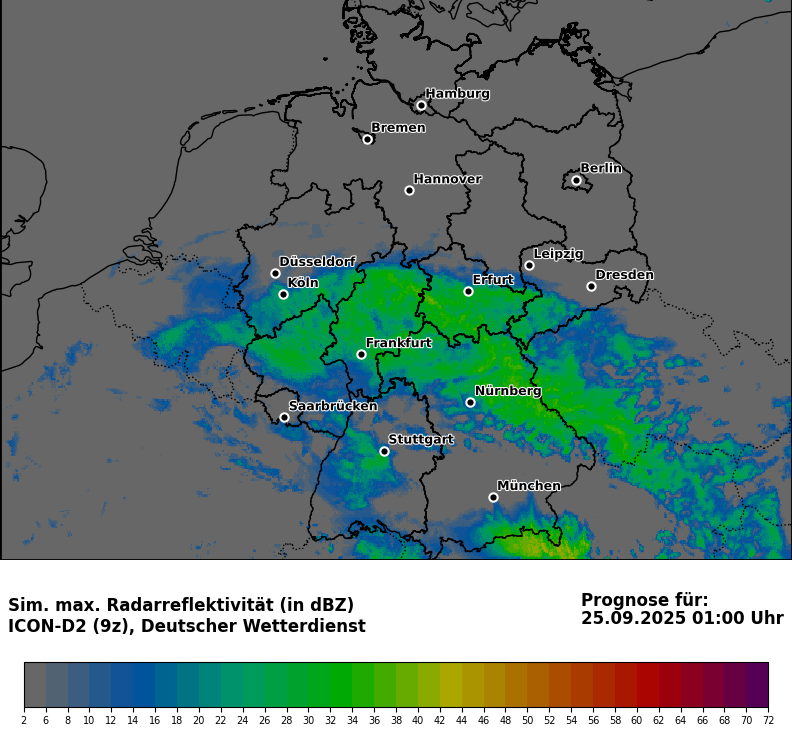 Hamburg
Bremen
Berlin
Hannover
Leipzig
Düsseldorf
Dresden
Köln
Erfurt
Frankfurt
Nürnberg
Saarbrücken
Stuttgart
München
Sim. max. Radarreflektivität (in dBZ)
ICON-D2 (9z), Deutscher Wetterdienst
Prognose für:
25.09.2025 01:00 Uhr
2 6 8 10 12 14 16 18 20 22 24 26 28 30 32 34 36 38 40 42 44 46 48 50 52 54 56 58 60 62 64 66 68 70 72